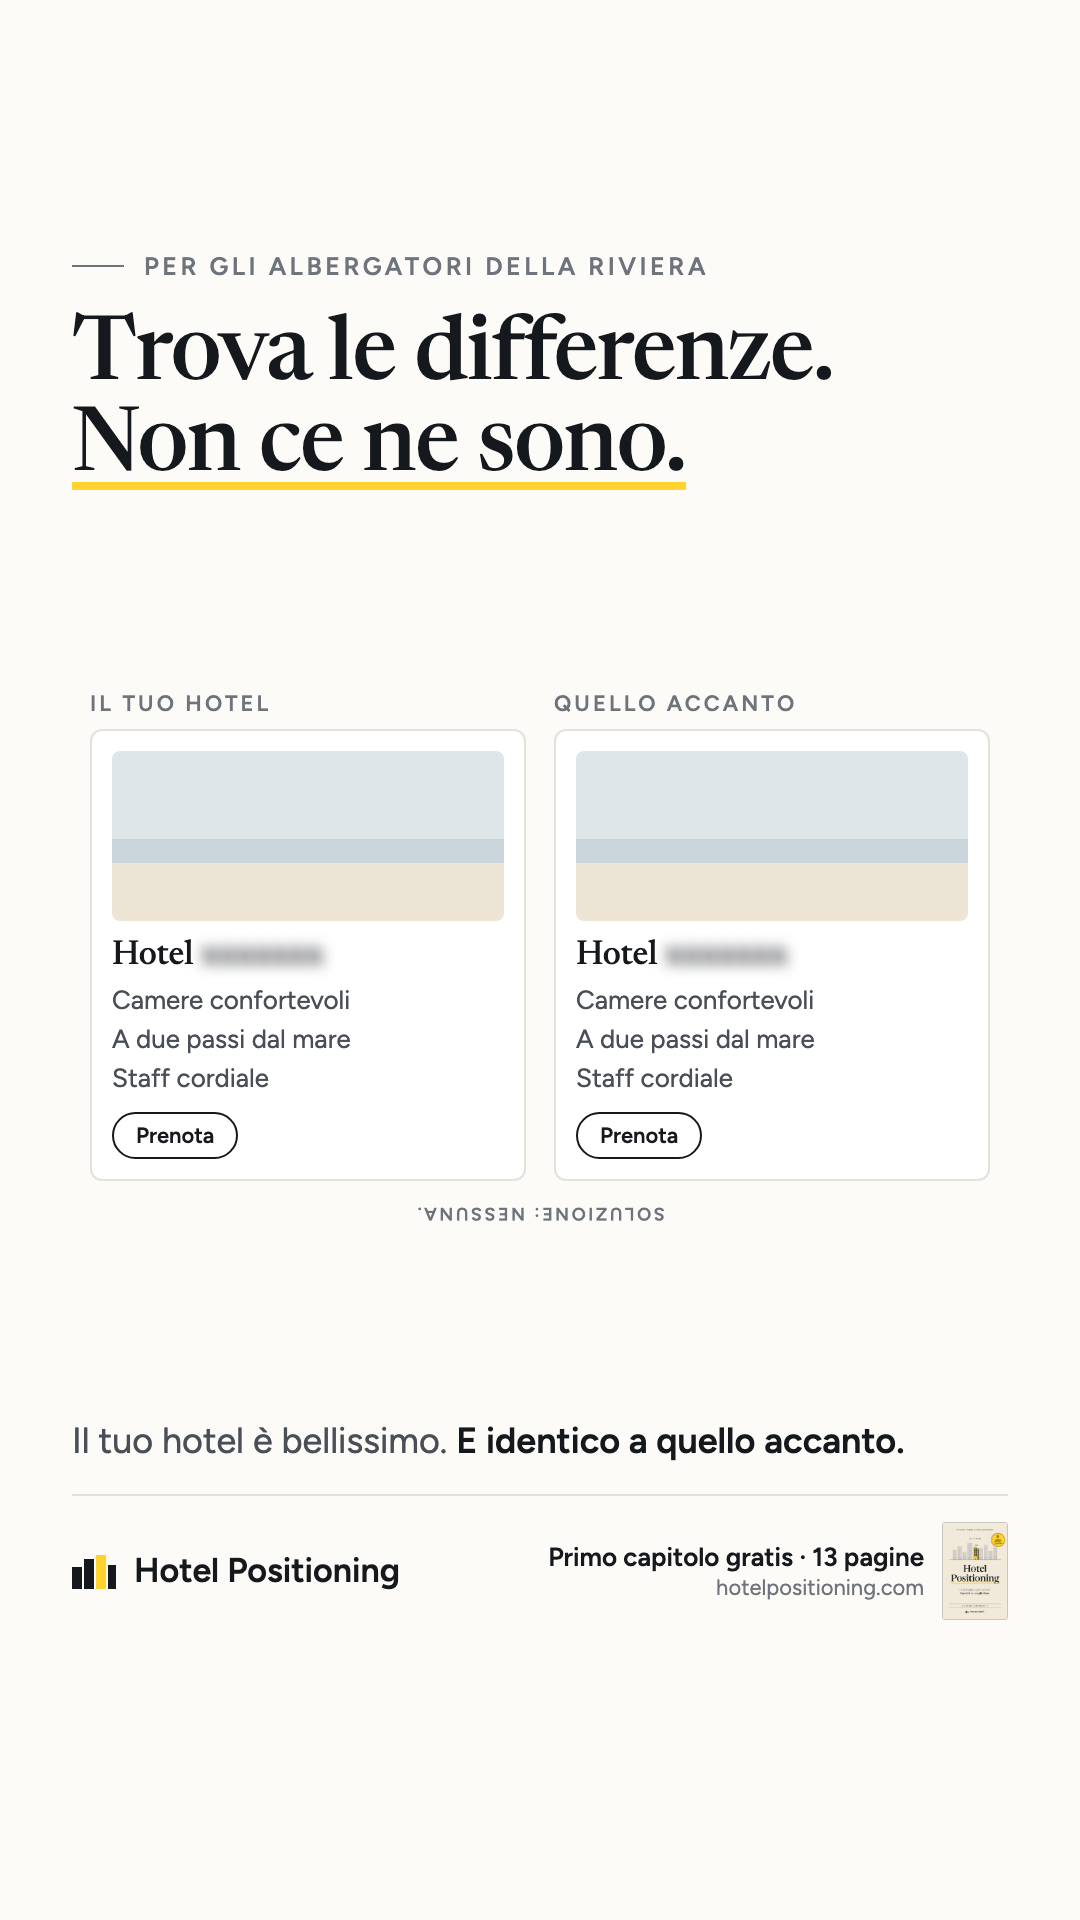 PER GLI ALBERGATORI DELLA RIVIERA
Trova le differenze.
Non ce ne sono.
IL TUO HOTEL
Hotel
Camere confortevoli
A due passi dal mare
Staff cordiale
Prenota
QUELLO ACCANTO
Hotel
Camere confortevoli
A due passi dal mare
Staff cordiale
Prenota
SOLUZIONE: NESSUNA.
Il tuo hotel è bellissimo. E identico a quello accanto.
Hotel Positioning
Primo capitolo gratis · 13 pagine
hotelpositioning.com
Hotel
Positioning